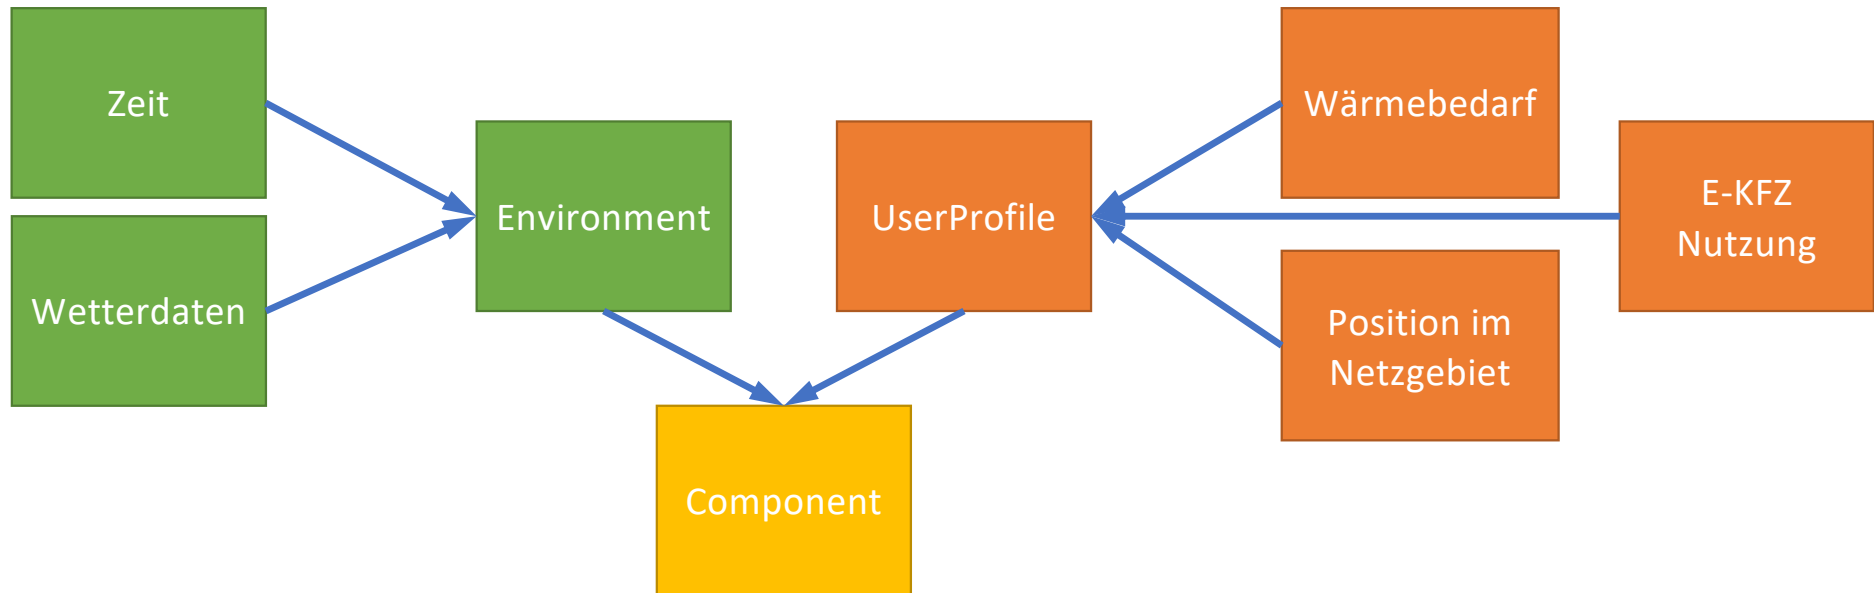 Zeit
Wetterdaten
Environment
UserProfile
Wärmebedarf
E-KFZ
Nutzung
Position im
Netzgebiet
Component